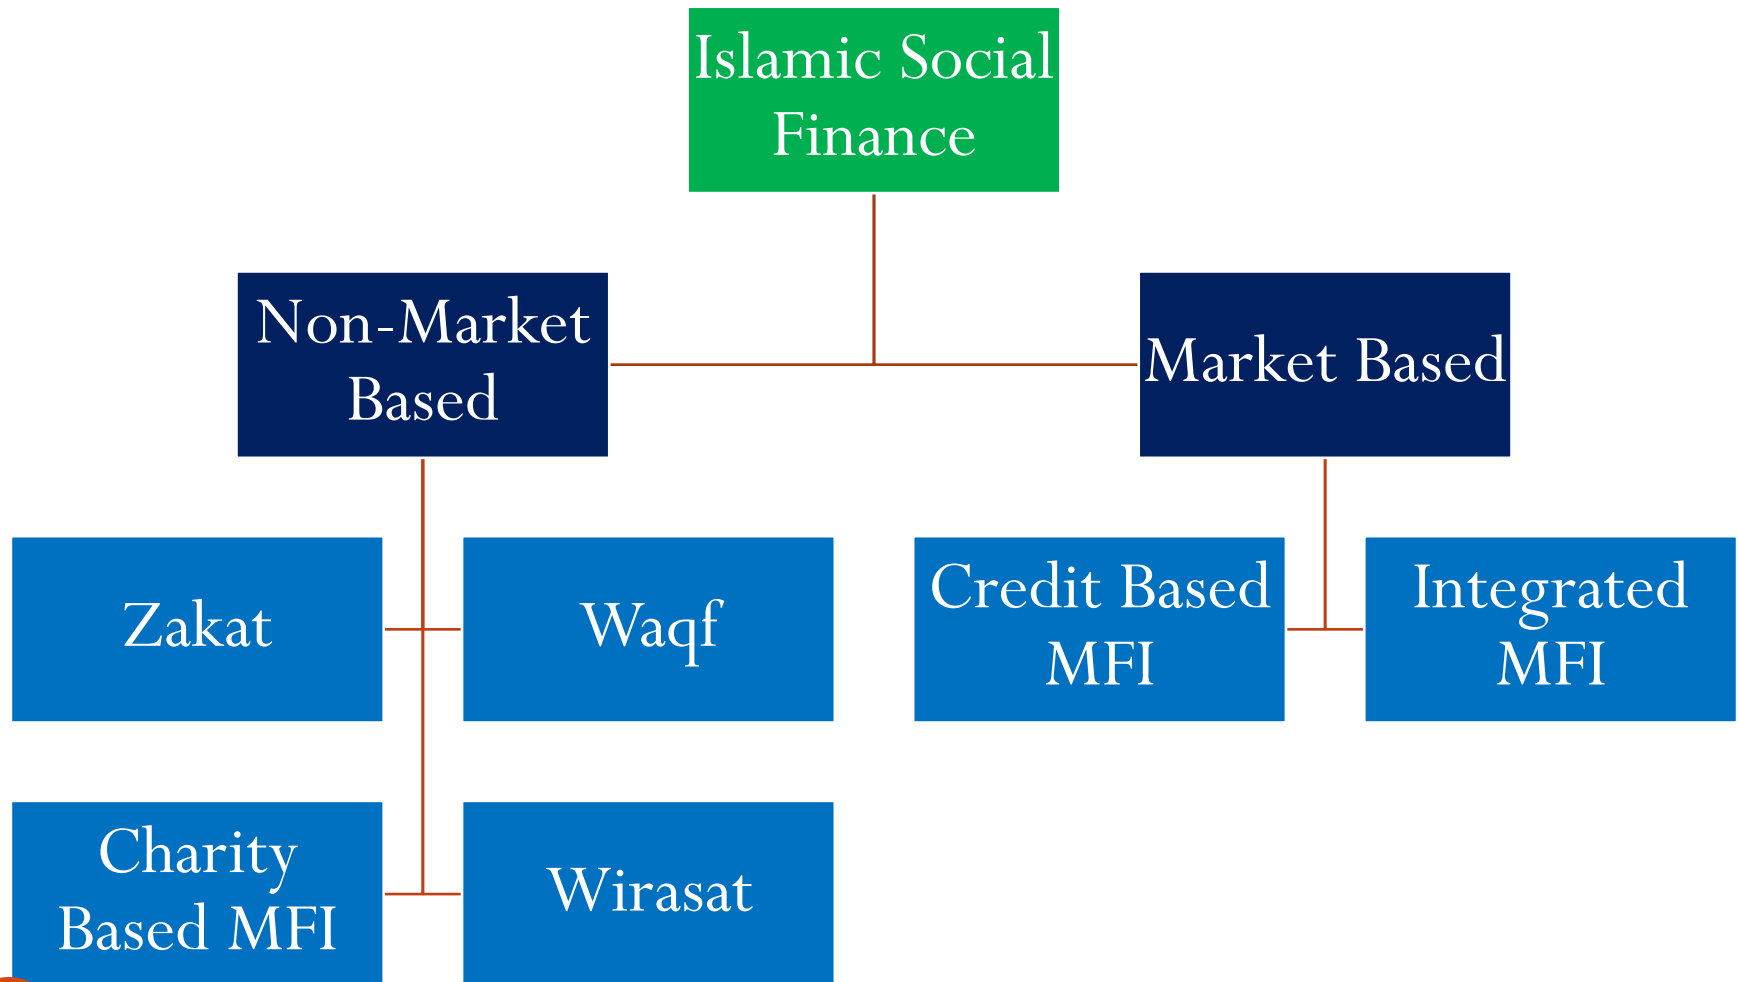 Islamic Social
Finance
Non-Market
Based
Market Based
Zakat
Waqf
Credit Based
MFI
Integrated
MFI
Charity
Based MFI
Wirasat